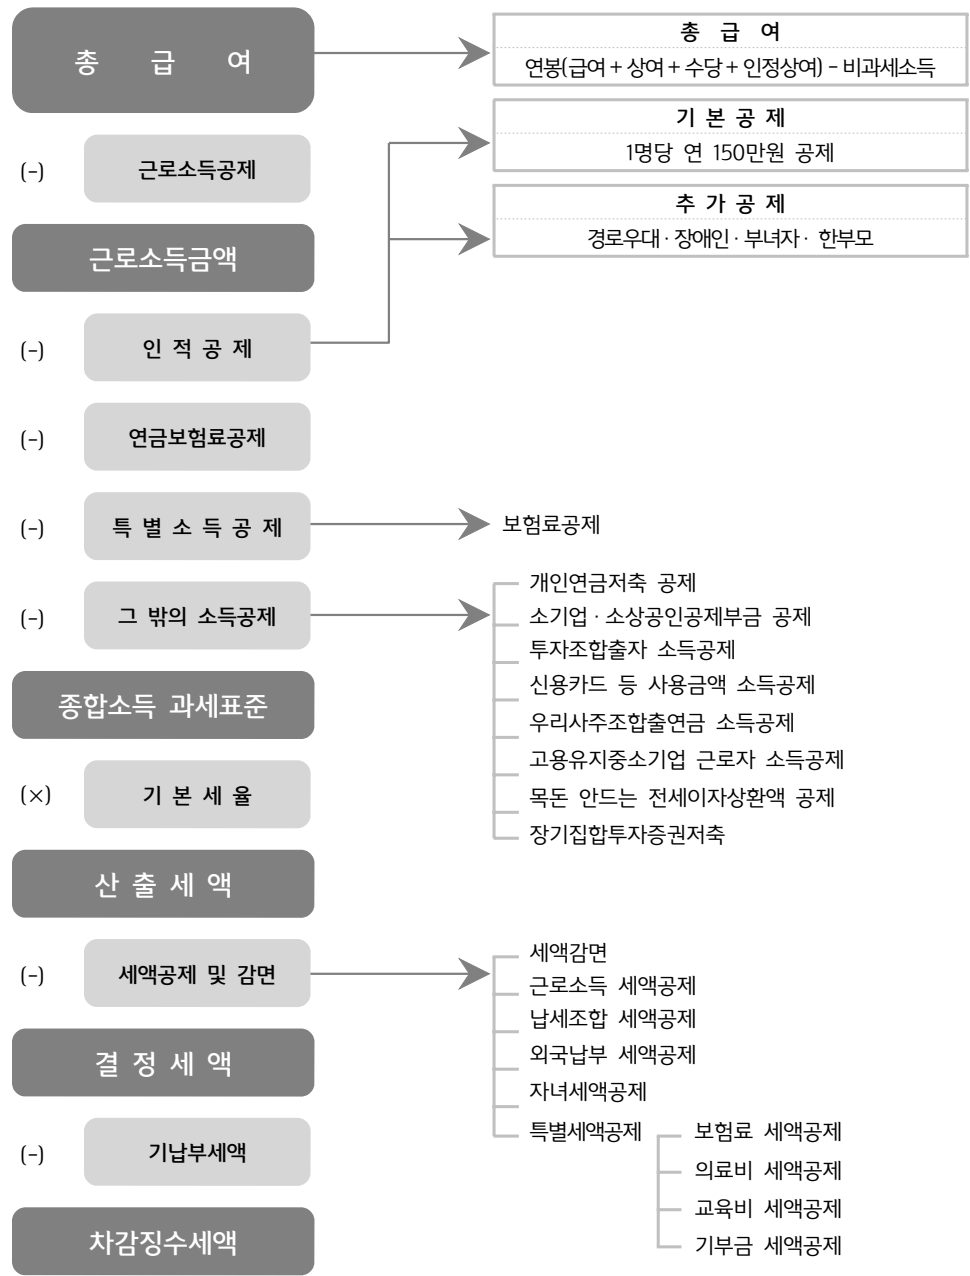 총 급 여
총 급 여
연봉(급여 + 상여 + 수당 + 인정상여) - 비과세소득
기 본 공 제
1명당 연 150만원 공제
(-) 근로소득공제
추 가 공 제
경로우대 · 장애인 · 부녀자 · 한부모
근로소득금액
(-) 인 적 공 제
(-) 연금보험료공제
(-) 특 별 소 득 공 제
보험료공제
(-) 그 밖의 소득공제
개인연금저축 공제
소기업 · 소상공인공제부금 공제
투자조합출자 소득공제
신용카드 등 사용금액 소득공제
우리사주조합출연금 소득공제
고용유지중소기업 근로자 소득공제
목돈 안드는 전세이자상환액 공제
장기집합투자증권저축
종합소득 과세표준
(×) 기 본 세 율
산 출 세 액
(-) 세액공제 및 감면
세액감면
근로소득 세액공제
납세조합 세액공제
외국납부 세액공제
자녀세액공제
특별세액공제
보험료 세액공제
의료비 세액공제
교육비 세액공제
기부금 세액공제
결 정 세 액
(-) 기납부세액
차감징수세액